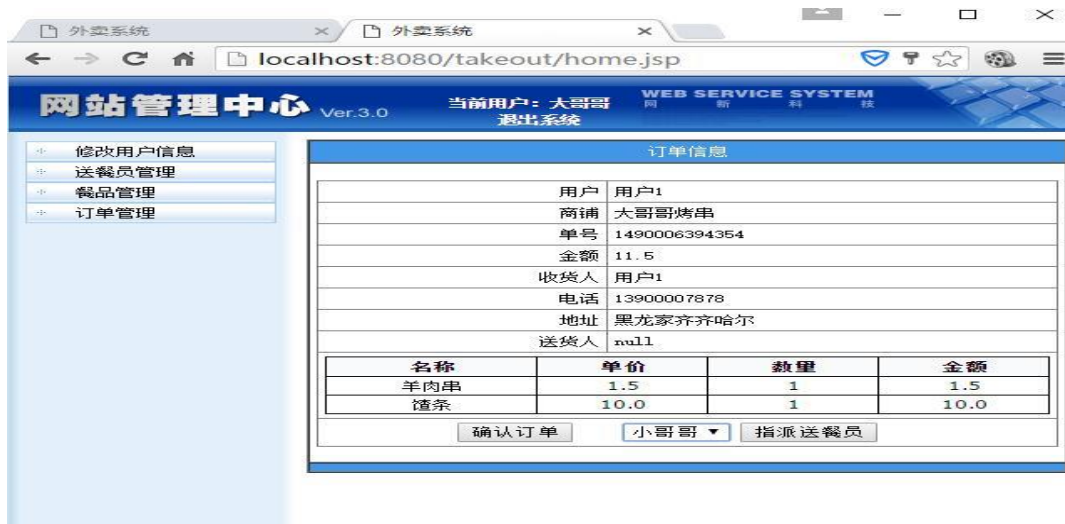 外卖系统 外卖系统
localhost:8080/takeout/home.jsp
网站管理中心 Ver.3.0 当前用户：大哥哥 WEB SERVICE SYSTEM
退出系统 网 新 科 技
修改用户信息
送餐员管理
餐品管理
订单管理
订单信息
用户 用户1
商铺 大哥哥烤串
单号 1490006394354
金额 11.5
收货人 用户1
电话 13900007878
地址 黑龙家齐齐哈尔
送货人 null
名称 单价 数量 金额
羊肉串 1.5 1 1.5
馇条 10.0 1 10.0
确认订单 小哥哥 指派送餐员